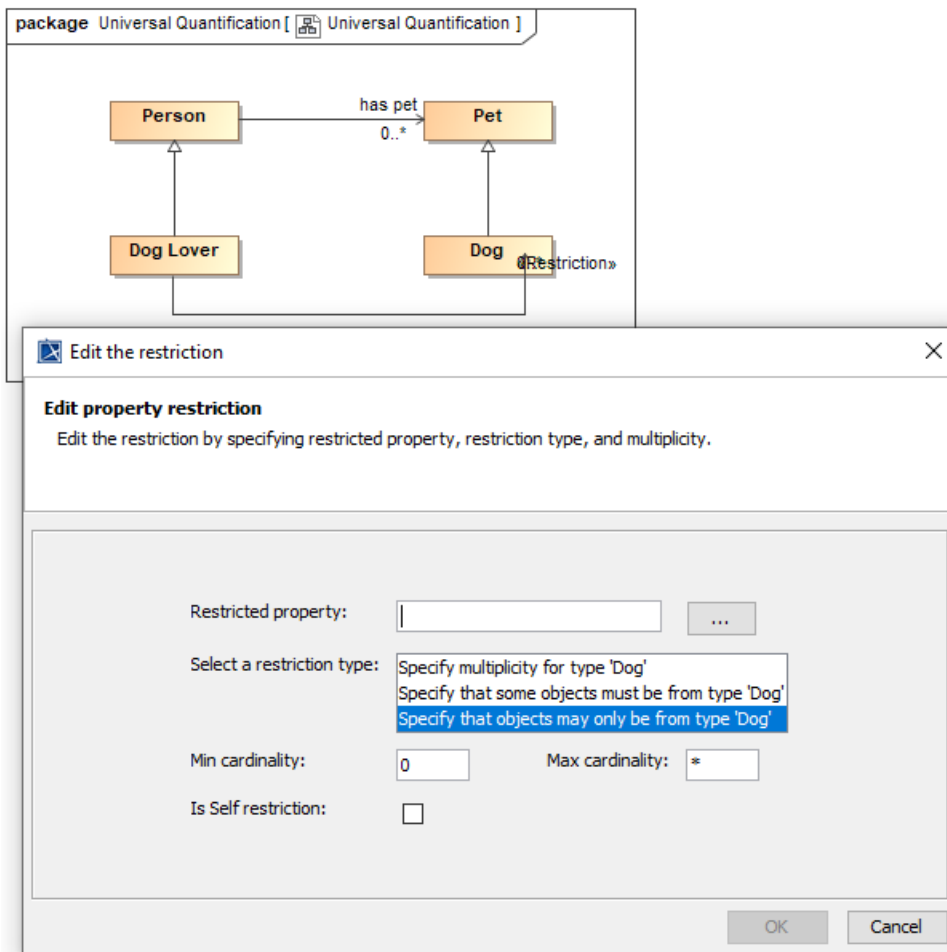 package Universal Quantification [ Universal Quantification ]
Person
has pet
0..*
Pet
Dog Lover
Dog
Restriction»
Edit the restriction
Edit property restriction
Edit the restriction by specifying restricted property, restriction type, and multiplicity.
Restricted property:
...
Select a restriction type:
Specify multiplicity for type 'Dog'
Specify that some objects must be from type 'Dog'
Specify that objects may only be from type 'Dog'
Min cardinality: 0 Max cardinality: *
Is Self restriction:
OK Cancel